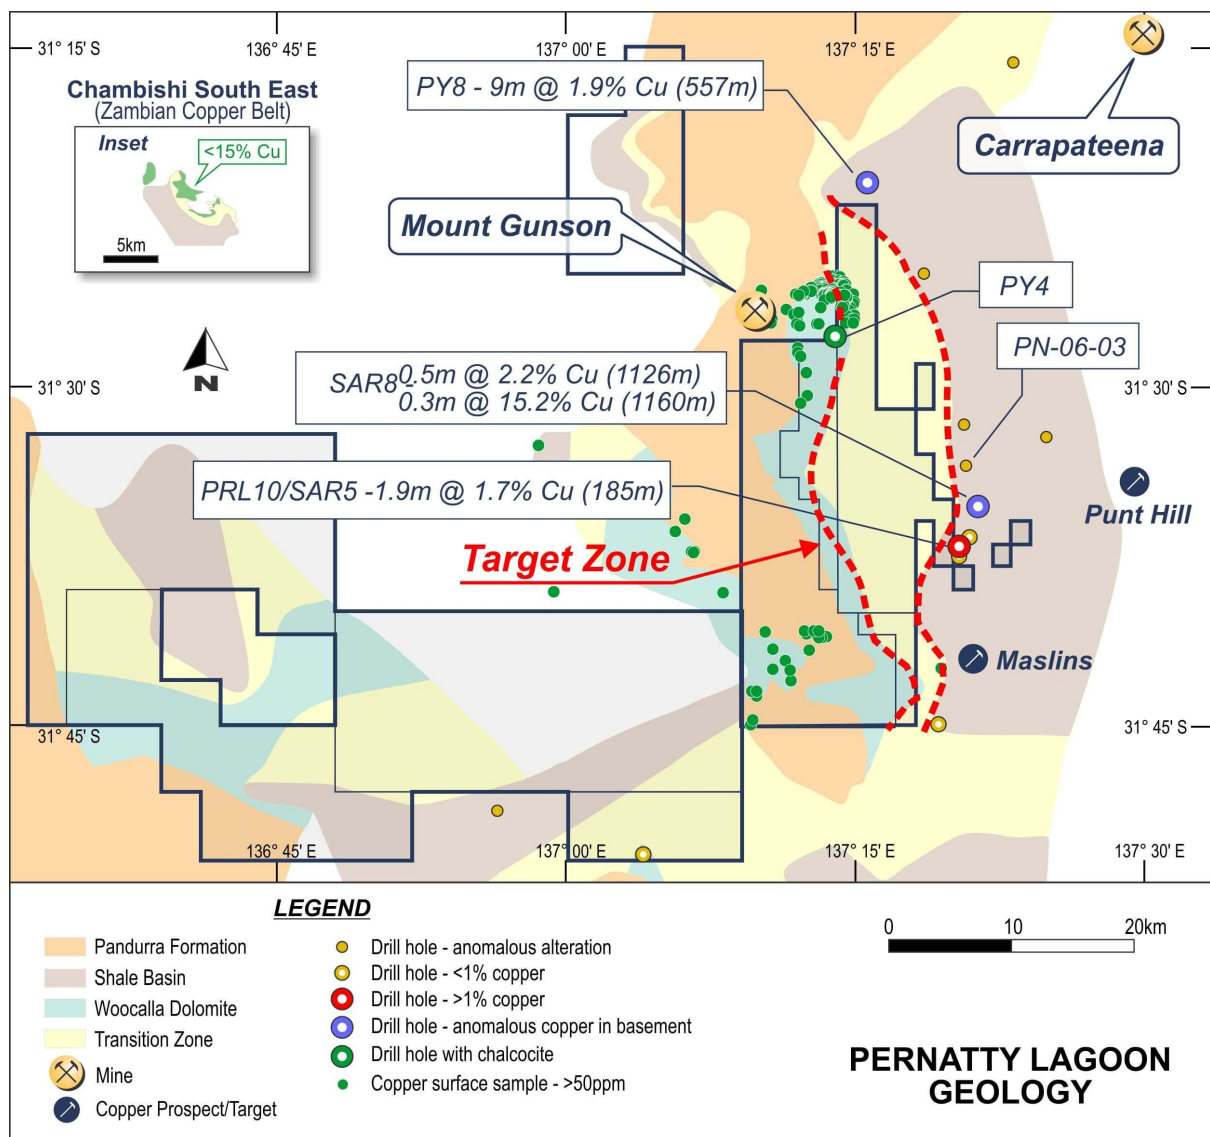 31° 15' S
136° 45' E
137° 00' E
137° 15' E
Chambishi South East
(Zambian Copper Belt)
Inset
<15% Cu
5km
PY8 - 9m @ 1.9% Cu (557m)
Carrapateena
Mount Gunson
PY4
PN-06-03
N
31° 30' S
SAR8 0.5m @ 2.2% Cu (1126m)
0.3m @ 15.2% Cu (1160m)
31° 30' S
PRL10/SAR5 -1.9m @ 1.7% Cu (185m)
Punt Hill
Target Zone
Maslins
31° 45' S
31° 45' S
136° 45' E
137° 00' E
137° 15' E
137° 30' E
LEGEND
Pandurra Formation
Shale Basin
Woocalla Dolomite
Transition Zone
Mine
Copper Prospect/Target
Drill hole - anomalous alteration
Drill hole - <1% copper
Drill hole - >1% copper
Drill hole - anomalous copper in basement
Drill hole with chalcocite
Copper surface sample - >50ppm
0 10 20km
PERNATTY LAGOON
GEOLOGY